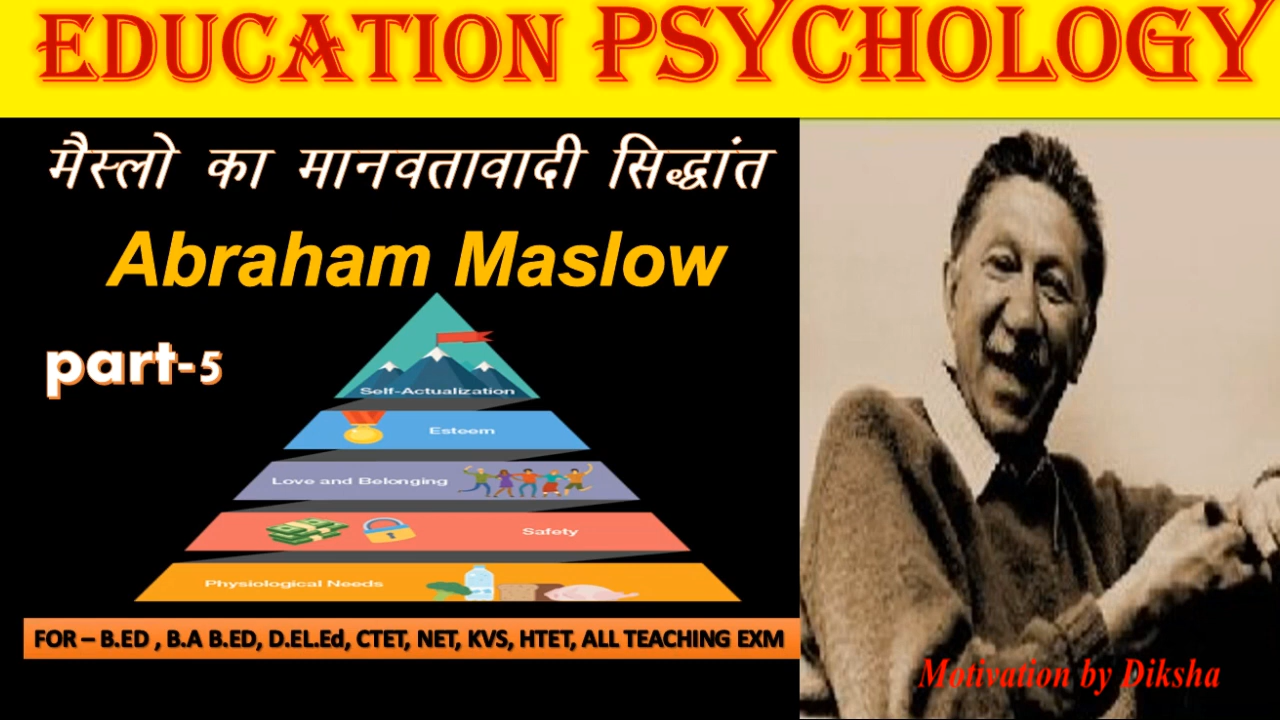 EDUCATION PSYCHOLOGY
मैस्लो का मानवतावादी सिद्धांत
Abraham Maslow
part-5
Self-Actualization
Esteem
Love and Belonging
Safety
Physiological Needs
FOR – B.ED , B.A B.ED, D.EL.Ed, CTET, NET, KVS, HTET, ALL TEACHING EXM
Motivation by Diksha